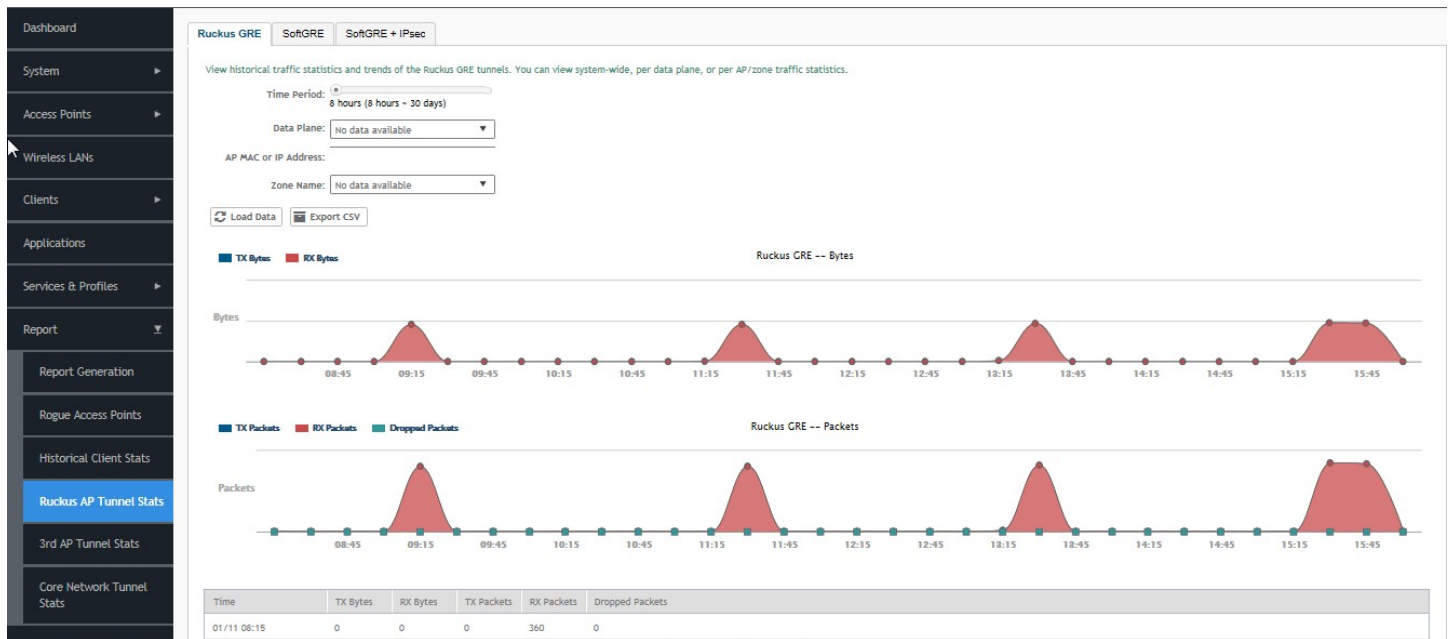 Dashboard
System
Access Points
Wireless LANs
Clients
Applications
Services & Profiles
Report
Report Generation
Rogue Access Points
Historical Client Stats
Ruckus AP Tunnel Stats
3rd AP Tunnel Stats
Core Network Tunnel
Stats
Ruckus GRE SoftGRE SoftGRE + IPsec
View historical traffic statistics and trends of the Ruckus GRE tunnels. You can view system-wide, per data plane, or per AP/zone traffic statistics.
Time Period:
8 hours (8 hours ~ 30 days)
Data Plane: No data available
AP MAC or IP Address:
Zone Name: No data available
Load Data Export CSV
TX Bytes RX Bytes Ruckus GRE -- Bytes
Bytes
08:45 09:15 09:45 10:15 10:45 11:15 11:45 12:15 12:45 13:15 13:45 14:15 14:45 15:15 15:45
TX Packets RX Packets Dropped Packets Ruckus GRE -- Packets
Packets
08:45 09:15 09:45 10:15 10:45 11:15 11:45 12:15 12:45 13:15 13:45 14:15 14:45 15:15 15:45
Time TX Bytes RX Bytes TX Packets RX Packets Dropped Packets
01/11 08:15 0 0 0 360 0